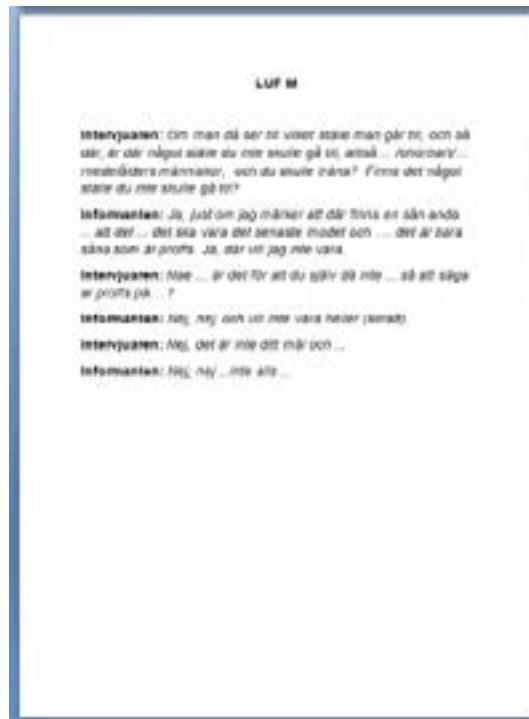 LUF M
Intervjuaren: Om man då ser till vilket ställe man går till, och så
där, är där något ställe du inte skulle gå till, alltså ...
medelålders människor, och du skulle träna? Finns det något
ställe du inte skulle gå till?
Informanten: Ja, just om jag märker att där finns en sån anda
... att det ... det ska vara det senaste modet och .... det är bara
såna som är proffs. Ja, där vill jag inte vara.
Intervjuaren: Nae ... är det för att du själv då inte ... så att säga
är proffs på ... ?
Informanten: Nej, nej, och vill inte vara heller (skratt).
Intervjuaren: Nej, det är inte ditt mål och ...
Informanten: Nej, nej ...inte alls ...